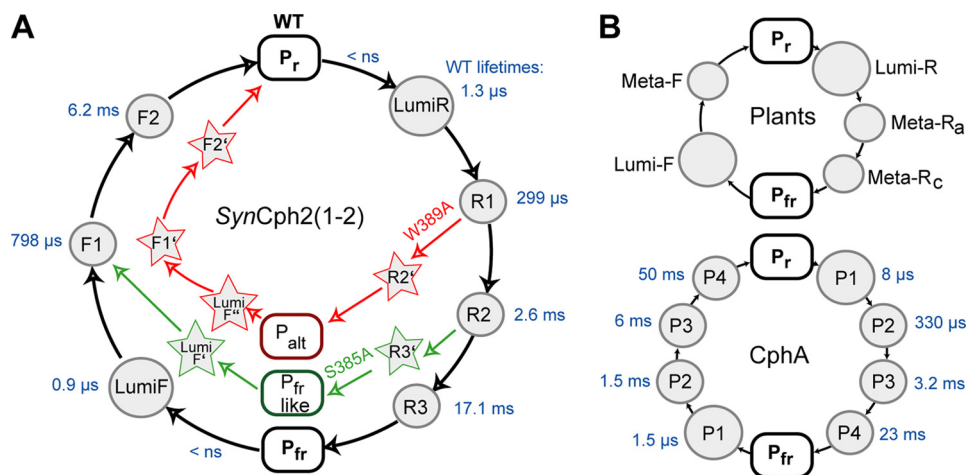 A
WT
Pr
< ns
WT lifetimes:
1.3 µs
LumiR
6.2 ms
F2
F2'
R1
299 µs
SynCph2(1-2)
W389A
798 µs
F1
F1'
R2'
Lumi
F"
Palt
R2
2.6 ms
Lumi
F'
S385A
R3'
0.9 µs
LumiF
Pfr
like
R3
17.1 ms
< ns
Pfr
B
Pr
Meta-F
Lumi-R
Plants
Meta-Ra
Lumi-F
Meta-Rc
Pfr
Pr
50 ms
P4
P1
8 µs
6 ms
P3
P2
330 µs
CphA
1.5 ms
P2
P3
3.2 ms
1.5 µs
P1
P4
23 ms
Pfr